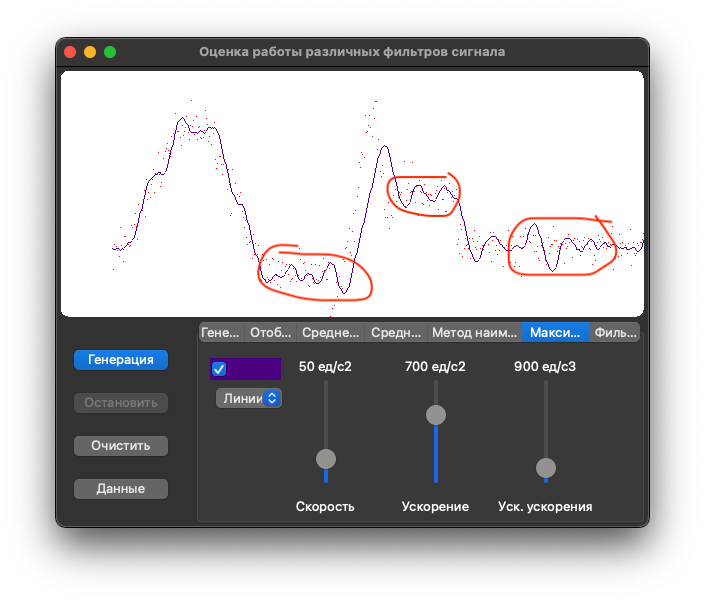 Оценка работы различных фильтров сигнала
Гене... Отоб... Средне... Средн... Метод наим... Макси... Филь...
Генерация
50 ед/с2 700 ед/с2 900 ед/с3
Остановить
Линии
Очистить
Данные
Скорость Ускорение Уск. ускорения